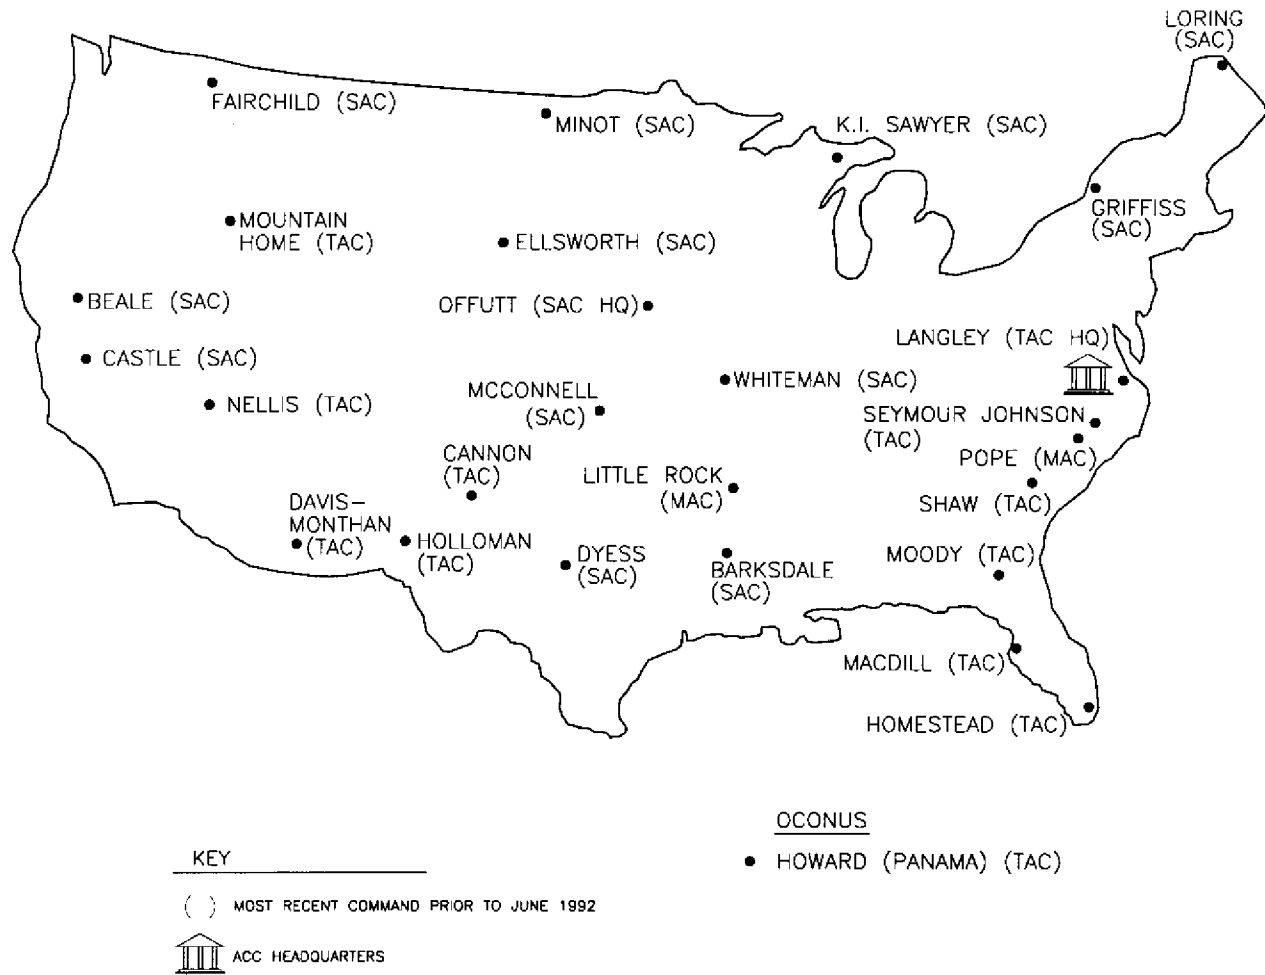 LORING
(SAC)
FAIRCHILD (SAC)
MINOT (SAC)
K.I. SAWYER (SAC)
GRIFFISS
(SAC)
MOUNTAIN
HOME (TAC)
ELLSWORTH (SAC)
BEALE (SAC)
OFFUTT (SAC HQ)
LANGLEY (TAC HQ)
CASTLE (SAC)
WHITEMAN (SAC)
NELLIS (TAC)
MCCONNELL
(SAC)
SEYMOUR JOHNSON
(TAC)
POPE (MAC)
CANNON
(TAC)
LITTLE ROCK
(MAC)
SHAW (TAC)
DAVIS-
MONTHAN
(TAC)
HOLLOMAN
(TAC)
DYESS
(SAC)
BARKSDALE
(SAC)
MOODY (TAC)
MACDILL (TAC)
HOMESTEAD (TAC)
OCONUS
HOWARD (PANAMA) (TAC)
KEY
( ) MOST RECENT COMMAND PRIOR TO JUNE 1992
ACC HEADQUARTERS